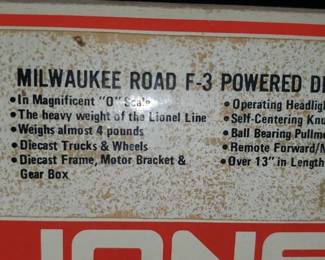 MILWAUKEE ROAD F-3 POWERED
•In Magnificent "O" Scale
•The heavy weight of the Lionel Line
•Weighs almost 4 pounds
•Diecast Trucks & Wheels
•Diecast Frame, Motor Bracket &
Gear Box
•Operating
•Self-Centering
•Ball Bearing
•Remote
•Over 13" in Length